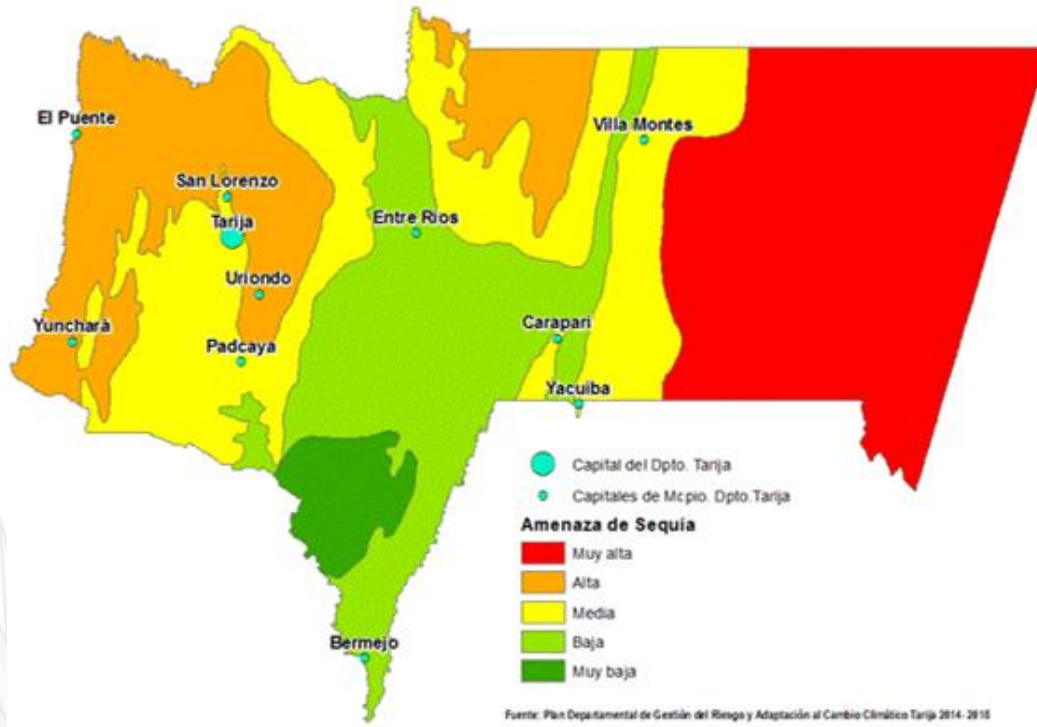 El Puente
Villa Montes
San Lorenzo
Tarija
Entre Rios
Uriondo
Yunchará
Carapari
Padcaya
Yacuiba
Capital del Dpto. Tarija
Capitales de Mcpio. Dpto.Tarija
Amenaza de Sequía
Muy alta
Alta
Media
Baja
Bermejo
Muy baja
Fuente: Plan Departamental de Gestión del Riesgo y Adaptación al Cambio Climático Tarija 2014- 2018